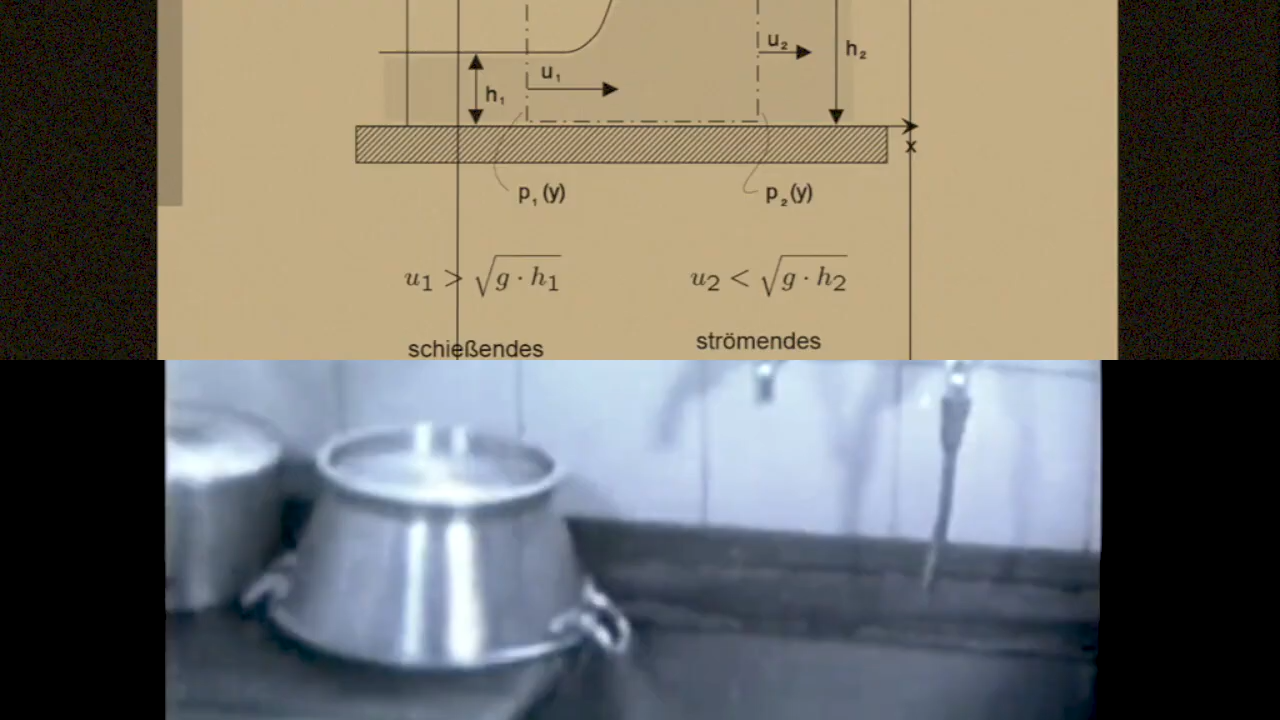 u₂
h₂
u₁
h₁
x
p₁(y) p₂(y)
u₁ > √(g · h₁) u₂ < √(g · h₂)
schießendes strömendes